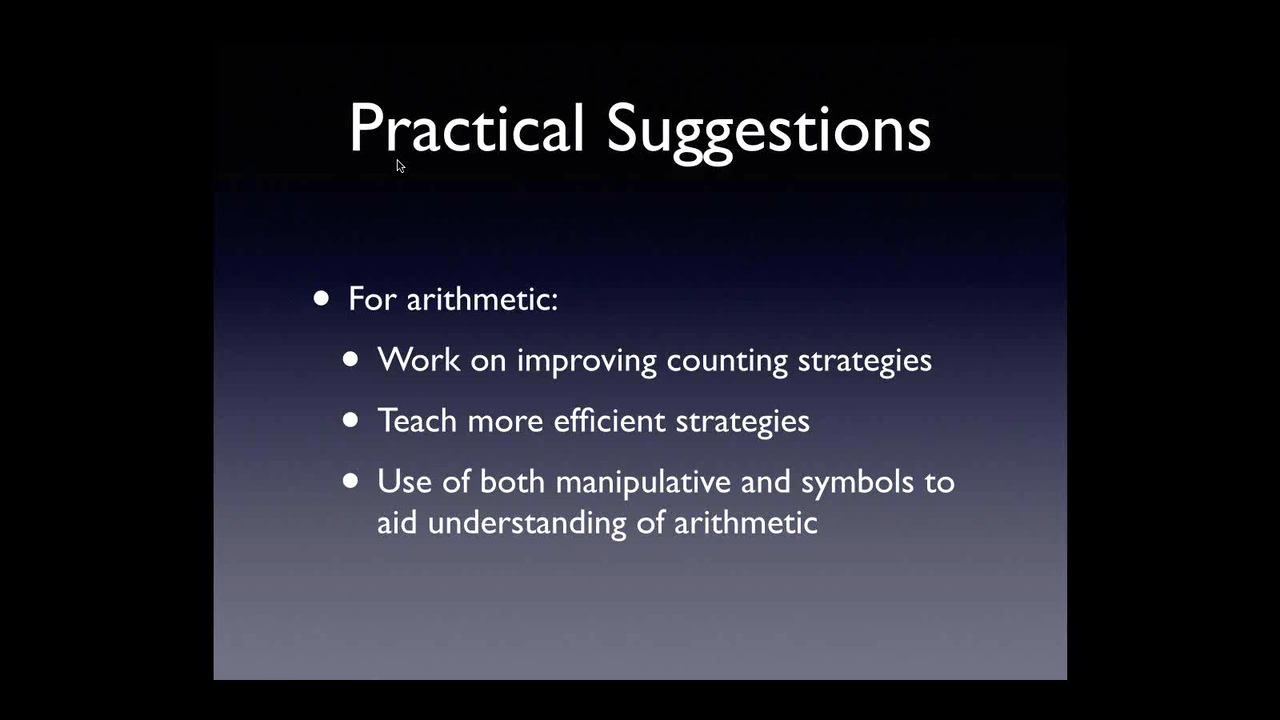 Practical Suggestions
• For arithmetic:
• Work on improving counting strategies
• Teach more efficient strategies
• Use of both manipulative and symbols to
aid understanding of arithmetic